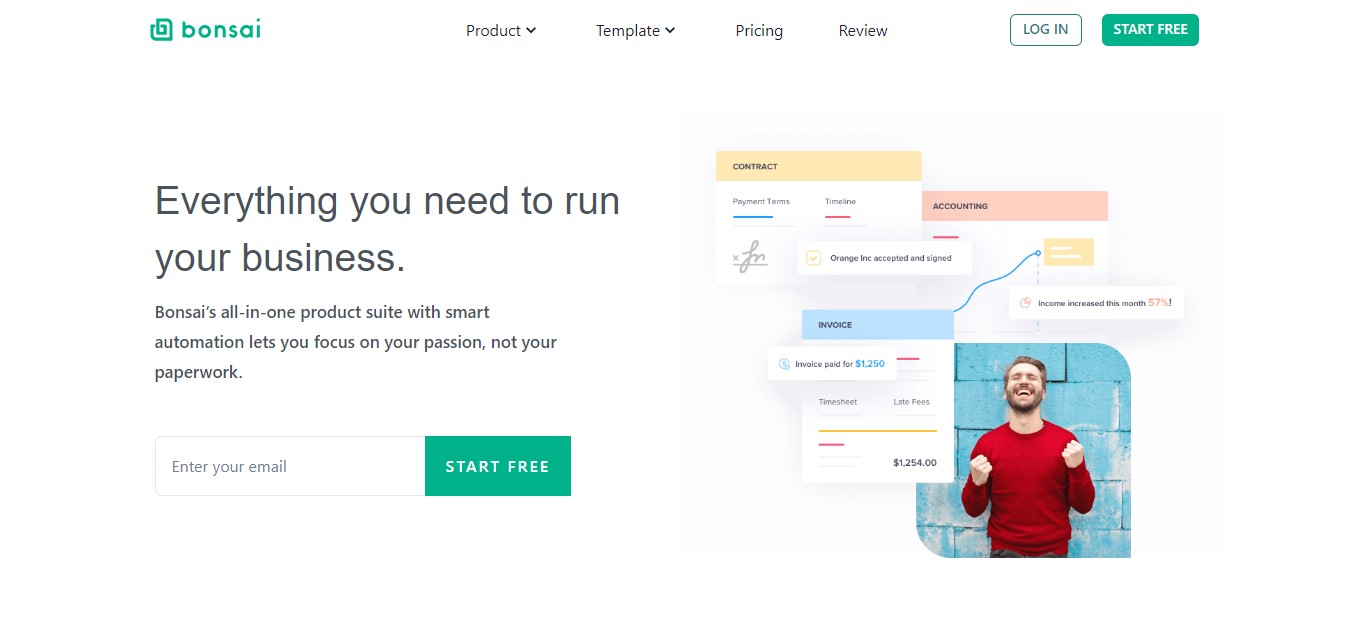 bonsai
Product
Template
Pricing
Review
LOG IN
START FREE
Everything you need to run
your business.
Bonsai’s all-in-one product suite with smart
automation lets you focus on your passion, not your
paperwork.
Enter your email
START FREE
CONTRACT
Payment Terms
Timeline
Orange Inc accepted and signed
ACCOUNTING
Income increased this month 57%!
INVOICE
Invoice paid for $1,250
Timesheet
Late Fees
$1,254.00